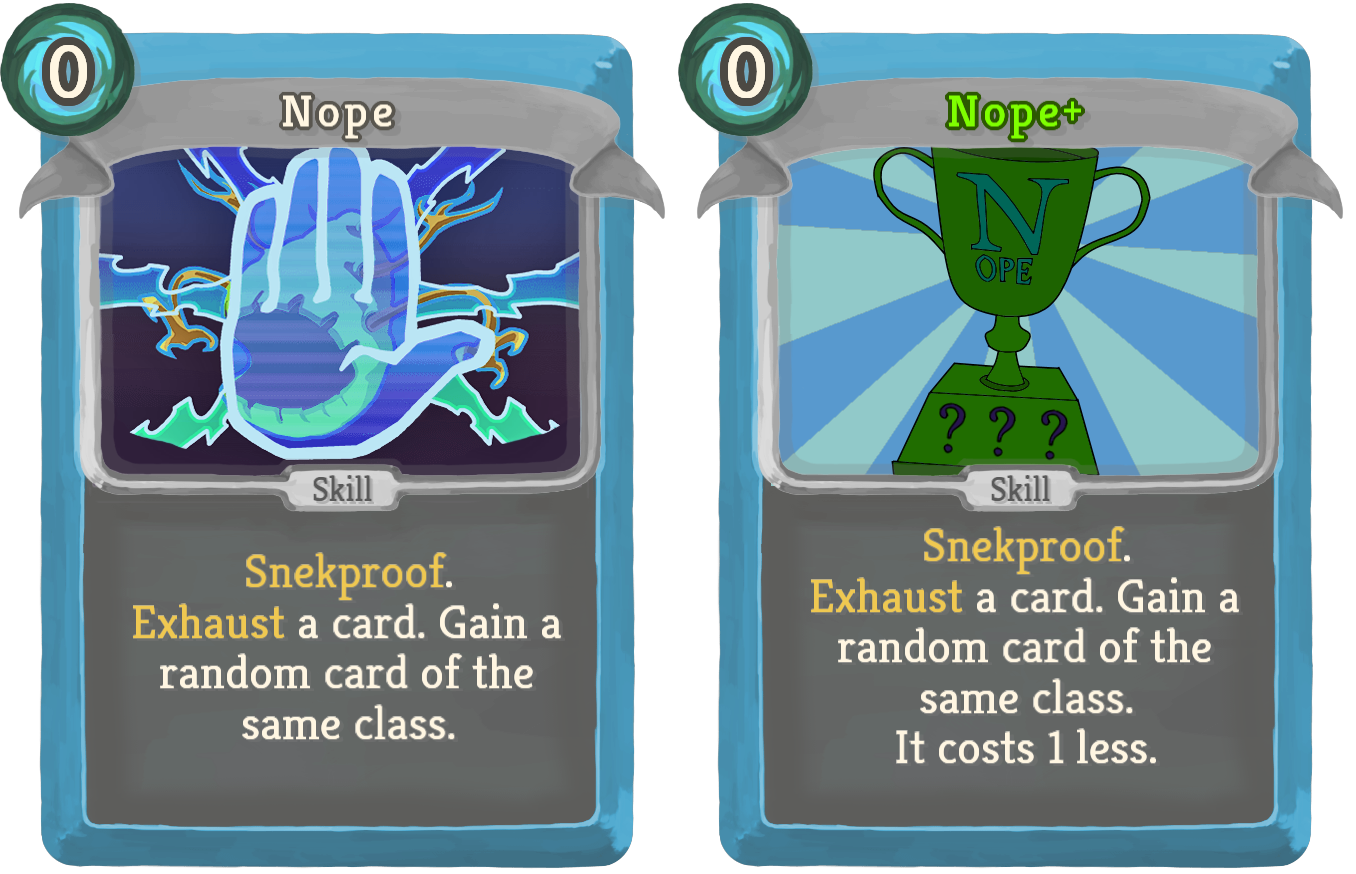 0
Nope
Skill
Snekproof.
Exhaust a card. Gain a
random card of the
same class.
0
Nope+
N
OPE
? ? ?
Skill
Snekproof.
Exhaust a card. Gain a
random card of the
same class.
It costs 1 less.